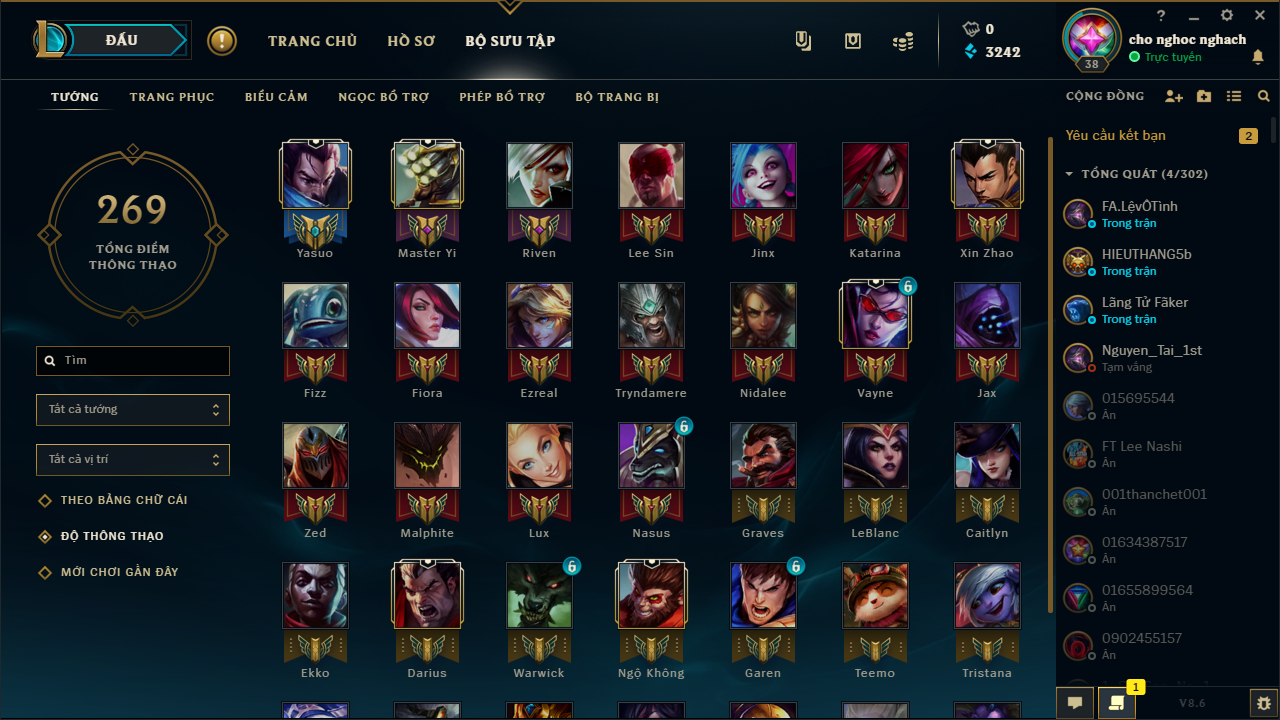 ĐẤU
!
TRANG CHỦ
HỒ SƠ
BỘ SƯU TẬP
0
3242
38
cho nghoc nghach
Trực tuyến
TƯỚNG
TRANG PHỤC
BIỂU CẢM
NGỌC BỔ TRỢ
PHÉP BỔ TRỢ
BỘ TRANG BỊ
CỘNG ĐỒNG
269
TỔNG ĐIỂM
THÔNG THẠO
Tìm
Tất cả tướng
Tất cả vị trí
THEO BẢNG CHỮ CÁI
ĐỘ THÔNG THẠO
MỚI CHƠI GẦN ĐÂY
Yasuo
Master Yi
Riven
Lee Sin
Jinx
Katarina
Xin Zhao
6
Fizz
Fiora
Ezreal
Tryndamere
Nidalee
Vayne
Jax
6
Zed
Malphite
Lux
Nasus
Graves
LeBlanc
Caitlyn
6
6
Ekko
Darius
Warwick
Ngộ Không
Garen
Teemo
Tristana
Yêu cầu kết bạn
2
TỔNG QUÁT (4/302)
FA.LệvÔTình
Trong trận
HIEUTHANG5b
Trong trận
Lãng Tử Fäker
Trong trận
Nguyen_Tai_1st
Tạm vắng
015695544
Ẩn
FT Lee Nashi
Ẩn
001thanchet001
Ẩn
01634387517
Ẩn
01655899564
Ẩn
0902455157
Ẩn
1
V8.6